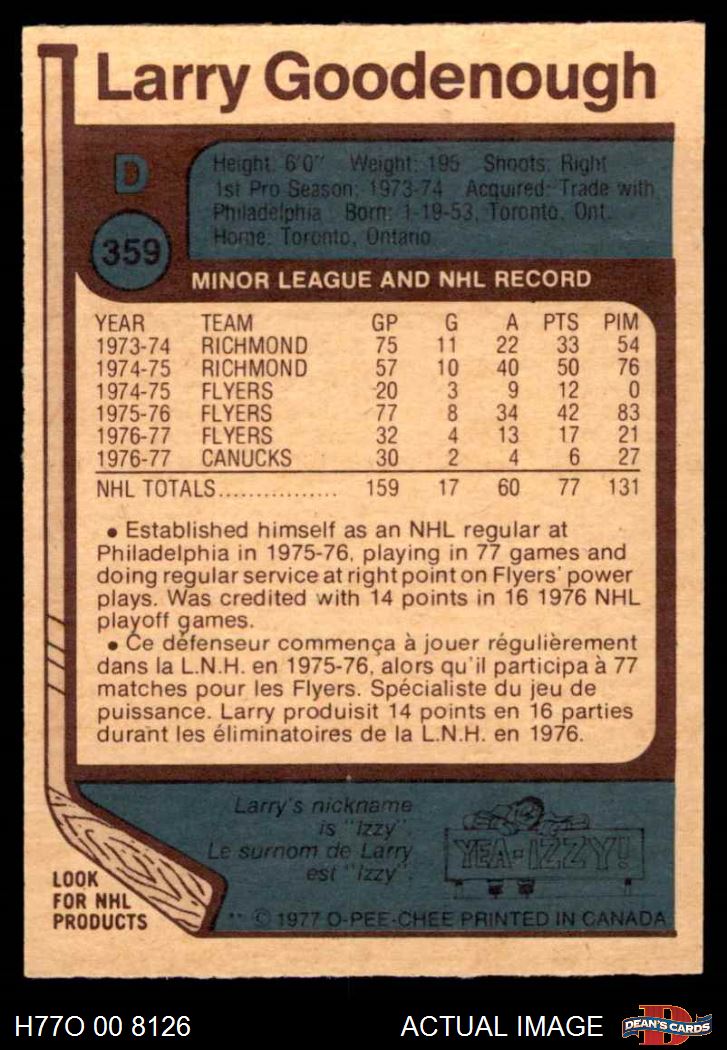 Larry Goodenough
D
Height: 6'0" Weight: 195 Shoots: Right
1st Pro Season: 1973-74 Acquired: Trade with
Philadelphia Born: 1-19-53, Toronto, Ont.
Home: Toronto, Ontario
359
MINOR LEAGUE AND NHL RECORD
YEAR TEAM GP G A PTS PIM
1973-74 RICHMOND 75 11 22 33 54
1974-75 RICHMOND 57 10 40 50 76
1974-75 FLYERS 20 3 9 12 0
1975-76 FLYERS 77 8 34 42 83
1976-77 FLYERS 32 4 13 17 21
1976-77 CANUCKS 30 2 4 6 27
NHL TOTALS................ 159 17 60 77 131
• Established himself as an NHL regular at
Philadelphia in 1975-76, playing in 77 games and
doing regular service at right point on Flyers' power
plays. Was credited with 14 points in 16 1976 NHL
playoff games.
• Ce défenseur commença à jouer régulièrement
dans la L.N.H. en 1975-76, alors qu'il participa à 77
matches pour les Flyers. Spécialiste du jeu de
puissance. Larry produisit 14 points en 16 parties
durant les éliminatoires de la L.N.H. en 1976.
Larry's nickname
is "Izzy".
Le surnom de Larry
est "Izzy".
YEA-IZZY!
LOOK
FOR NHL
PRODUCTS
** © 1977 O-PEE-CHEE PRINTED IN CANADA
H77O 00 8126
ACTUAL IMAGE
D
DEAN'S CARDS